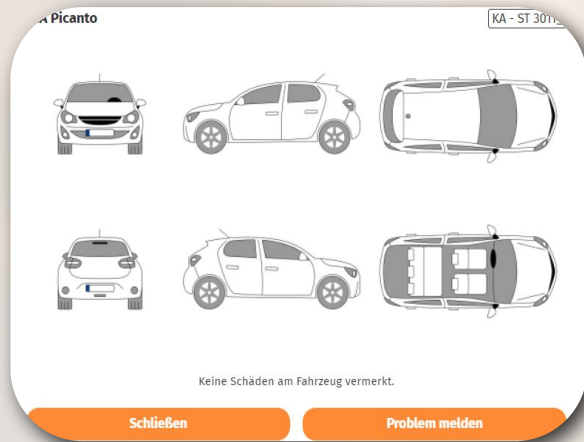 Picanto
KA - ST 301
Keine Schäden am Fahrzeug vermerkt.
Schließen
Problem melden